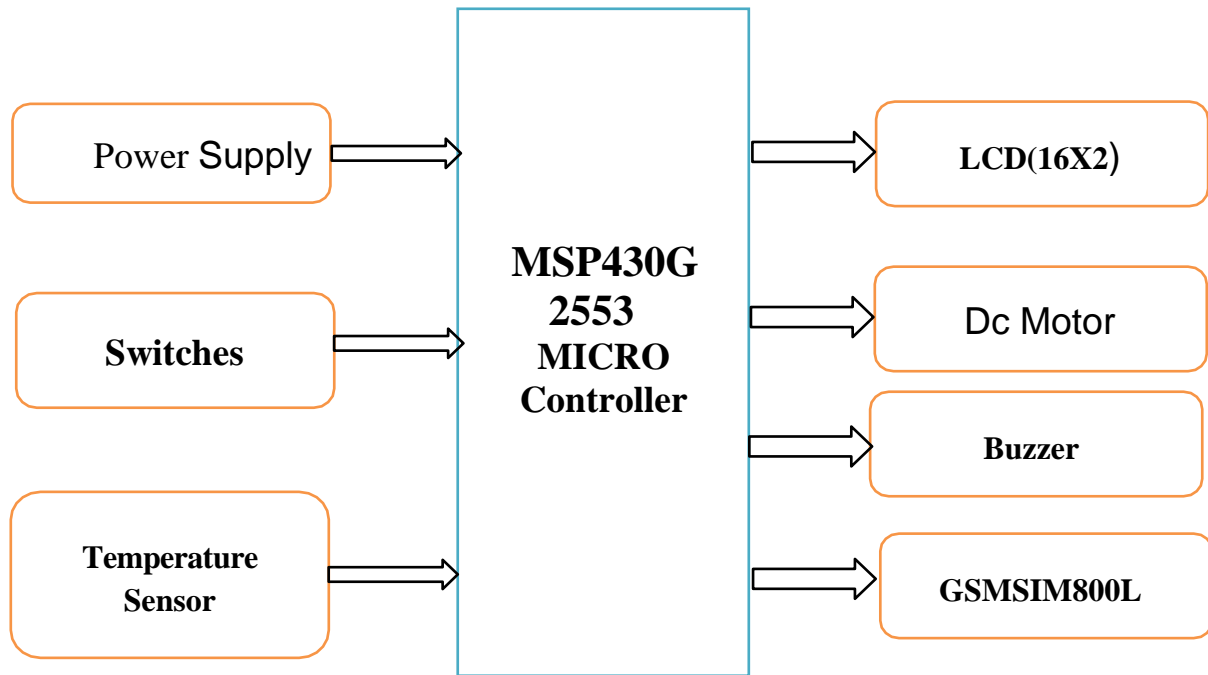 Power Supply
Switches
Temperature
Sensor
MSP430G
2553
MICRO
Controller
LCD(16X2)
Dc Motor
Buzzer
GSMSIM800L